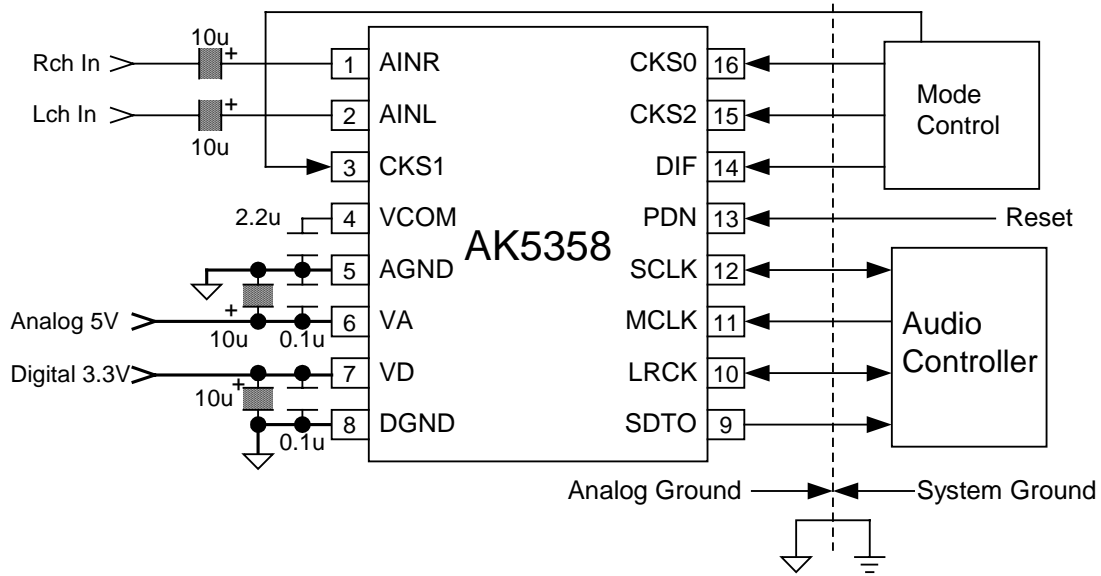 10u
+
Rch In
1
AINR
CKS0
16
Mode
Control
+
Lch In
2
AINL
CKS2
15
10u
3
CKS1
DIF
14
2.2u
4
VCOM
PDN
13
Reset
AK5358
5
AGND
SCLK
12
+
Analog 5V
10u
0.1u
6
VA
MCLK
11
Audio
Controller
Digital 3.3V
7
VD
LRCK
10
10u
+
0.1u
8
DGND
SDTO
9
Analog Ground
System Ground